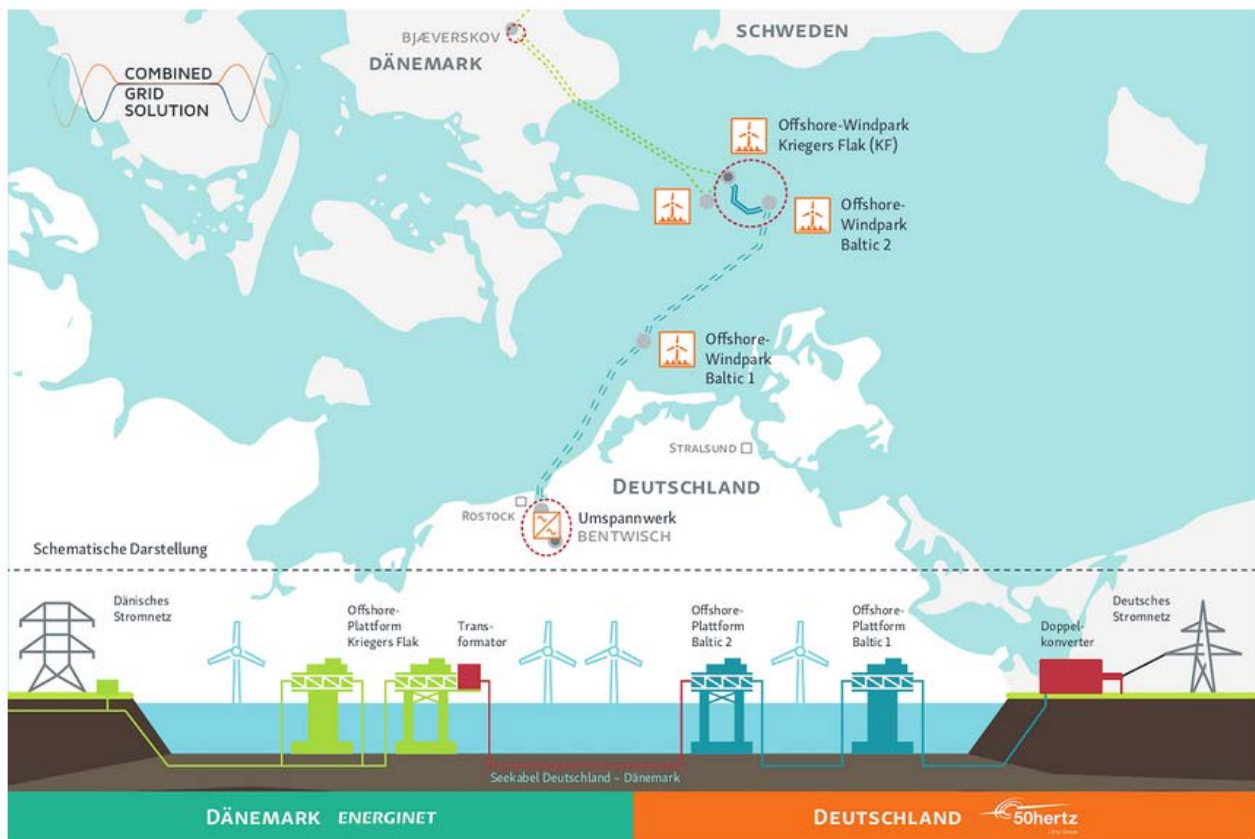 BJÆVERSKOV
DÄNEMARK
SCHWEDEN
COMBINED
GRID
SOLUTION
Offshore-Windpark
Kriegers Flak (KF)
Offshore-
Windpark
Baltic 2
Offshore-
Windpark
Baltic 1
STRALSUND
DEUTSCHLAND
ROSTOCK
Umspannwerk
BENTWISCH
Schematische Darstellung
Dänisches
Stromnetz
Offshore-
Plattform
Kriegers Flak
Trans-
formator
Offshore-
Plattform
Baltic 2
Offshore-
Plattform
Baltic 1
Doppel-
konverter
Deutsches
Stromnetz
Seekabel Deutschland – Dänemark
DÄNEMARK ENERGINET
DEUTSCHLAND 50hertz